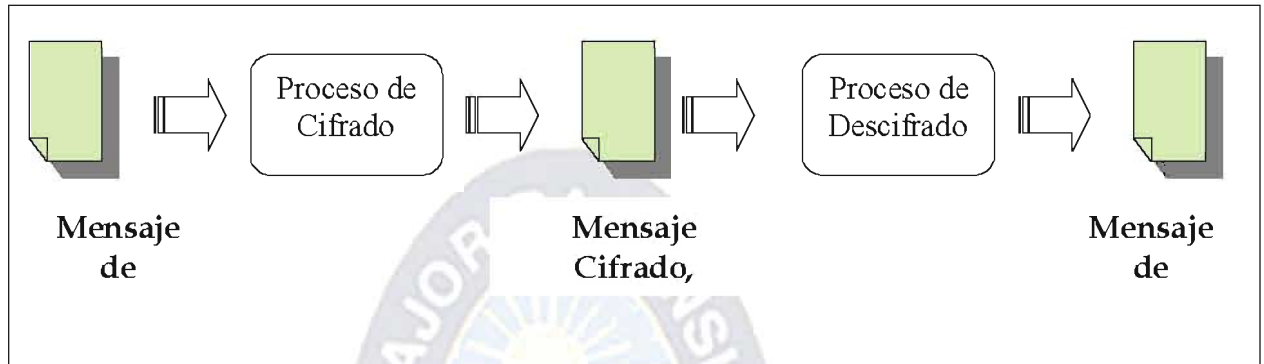 Proceso de
Cifrado
Proceso de
Descifrado
Mensaje
de
Mensaje
Cifrado,
Mensaje
de